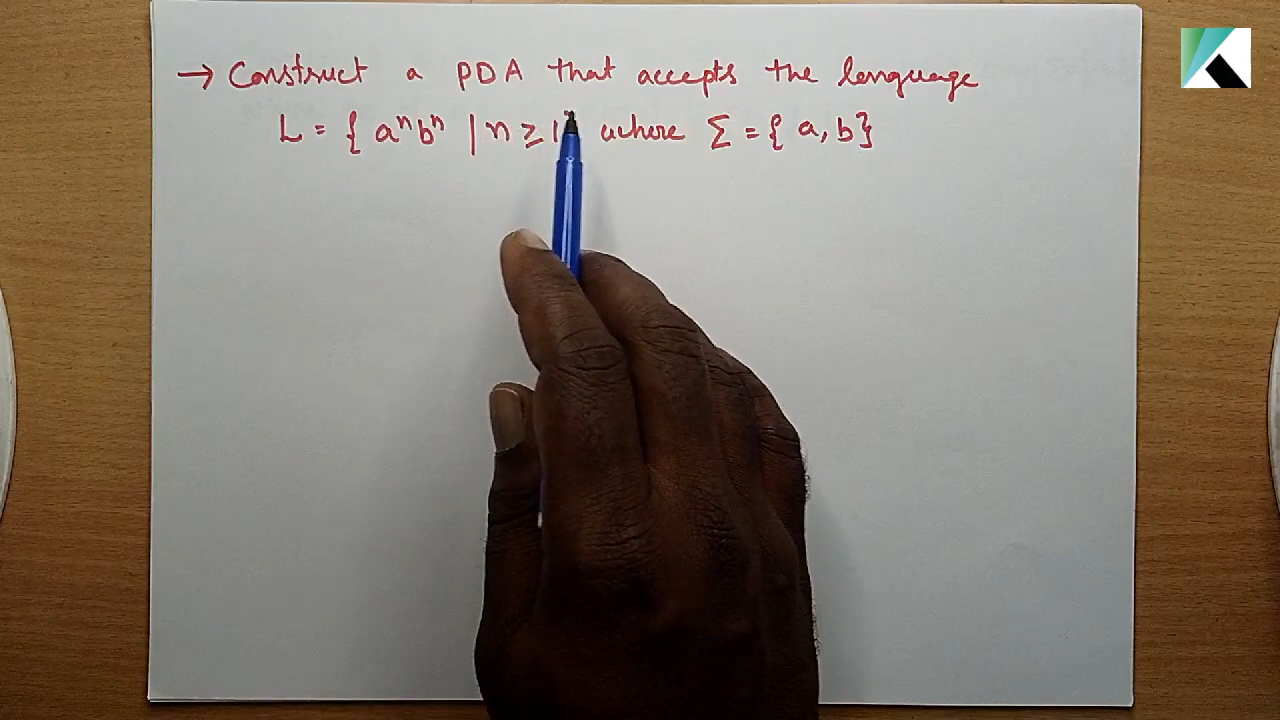 → Construct a PDA that accepts the language
L = { aⁿbⁿ | n ≥ 1 where Σ = { a, b }